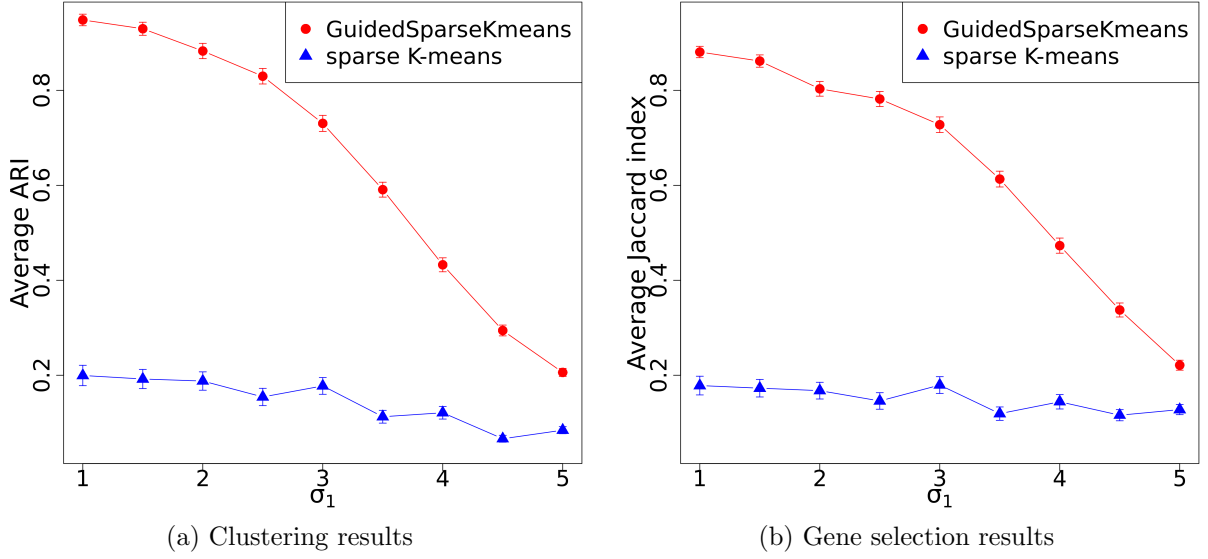 GuidedSparseKmeans
sparse K-means
Average ARI
0.8
0.6
0.4
0.2
1 2 3 4 5
σ1
(a) Clustering results
GuidedSparseKmeans
sparse K-means
Average Jaccard index
0.8
0.6
0.4
0.2
1 2 3 4 5
σ1
(b) Gene selection results